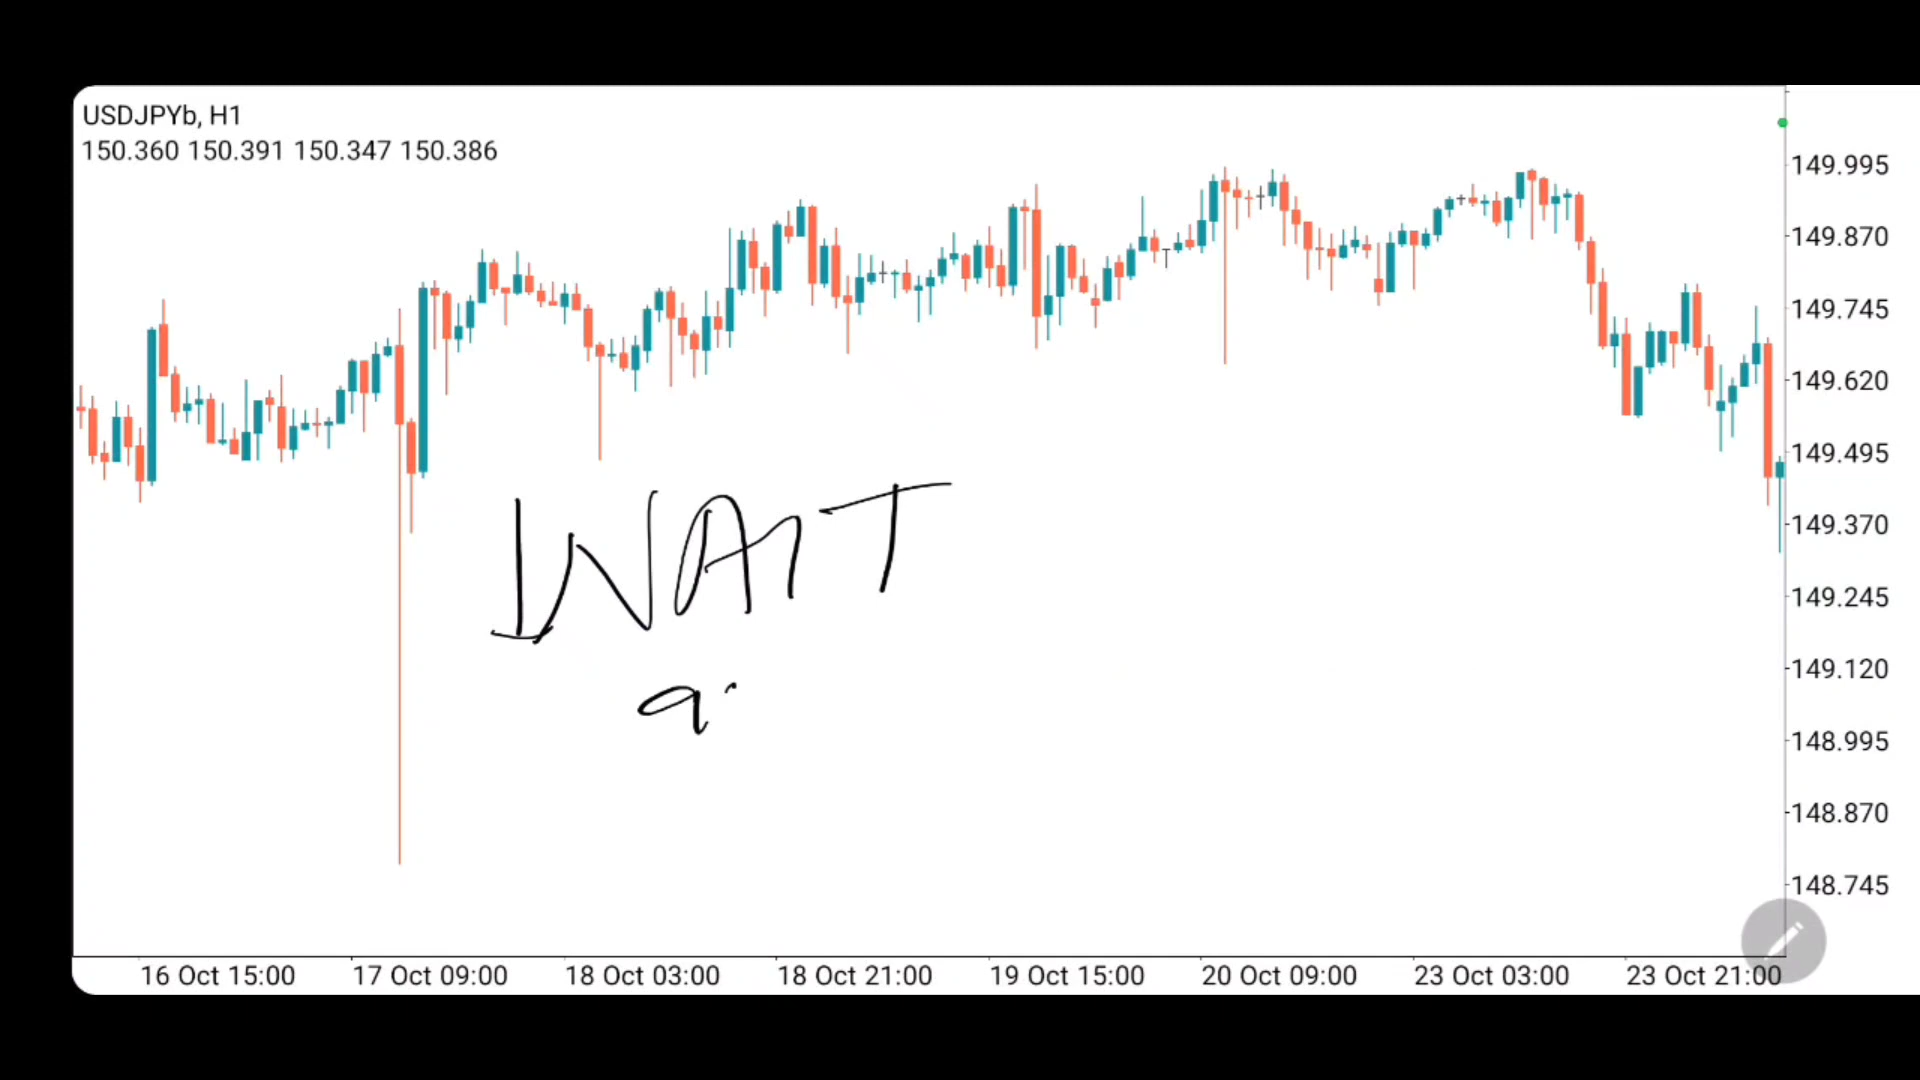 USDJPYb, H1
150.360 150.391 150.347 150.386
149.995
149.870
149.745
149.620
149.495
149.370
149.245
149.120
148.995
148.870
148.745
WAIT
a
16 Oct 15:00 17 Oct 09:00 18 Oct 03:00 18 Oct 21:00 19 Oct 15:00 20 Oct 09:00 23 Oct 03:00 23 Oct 21:00